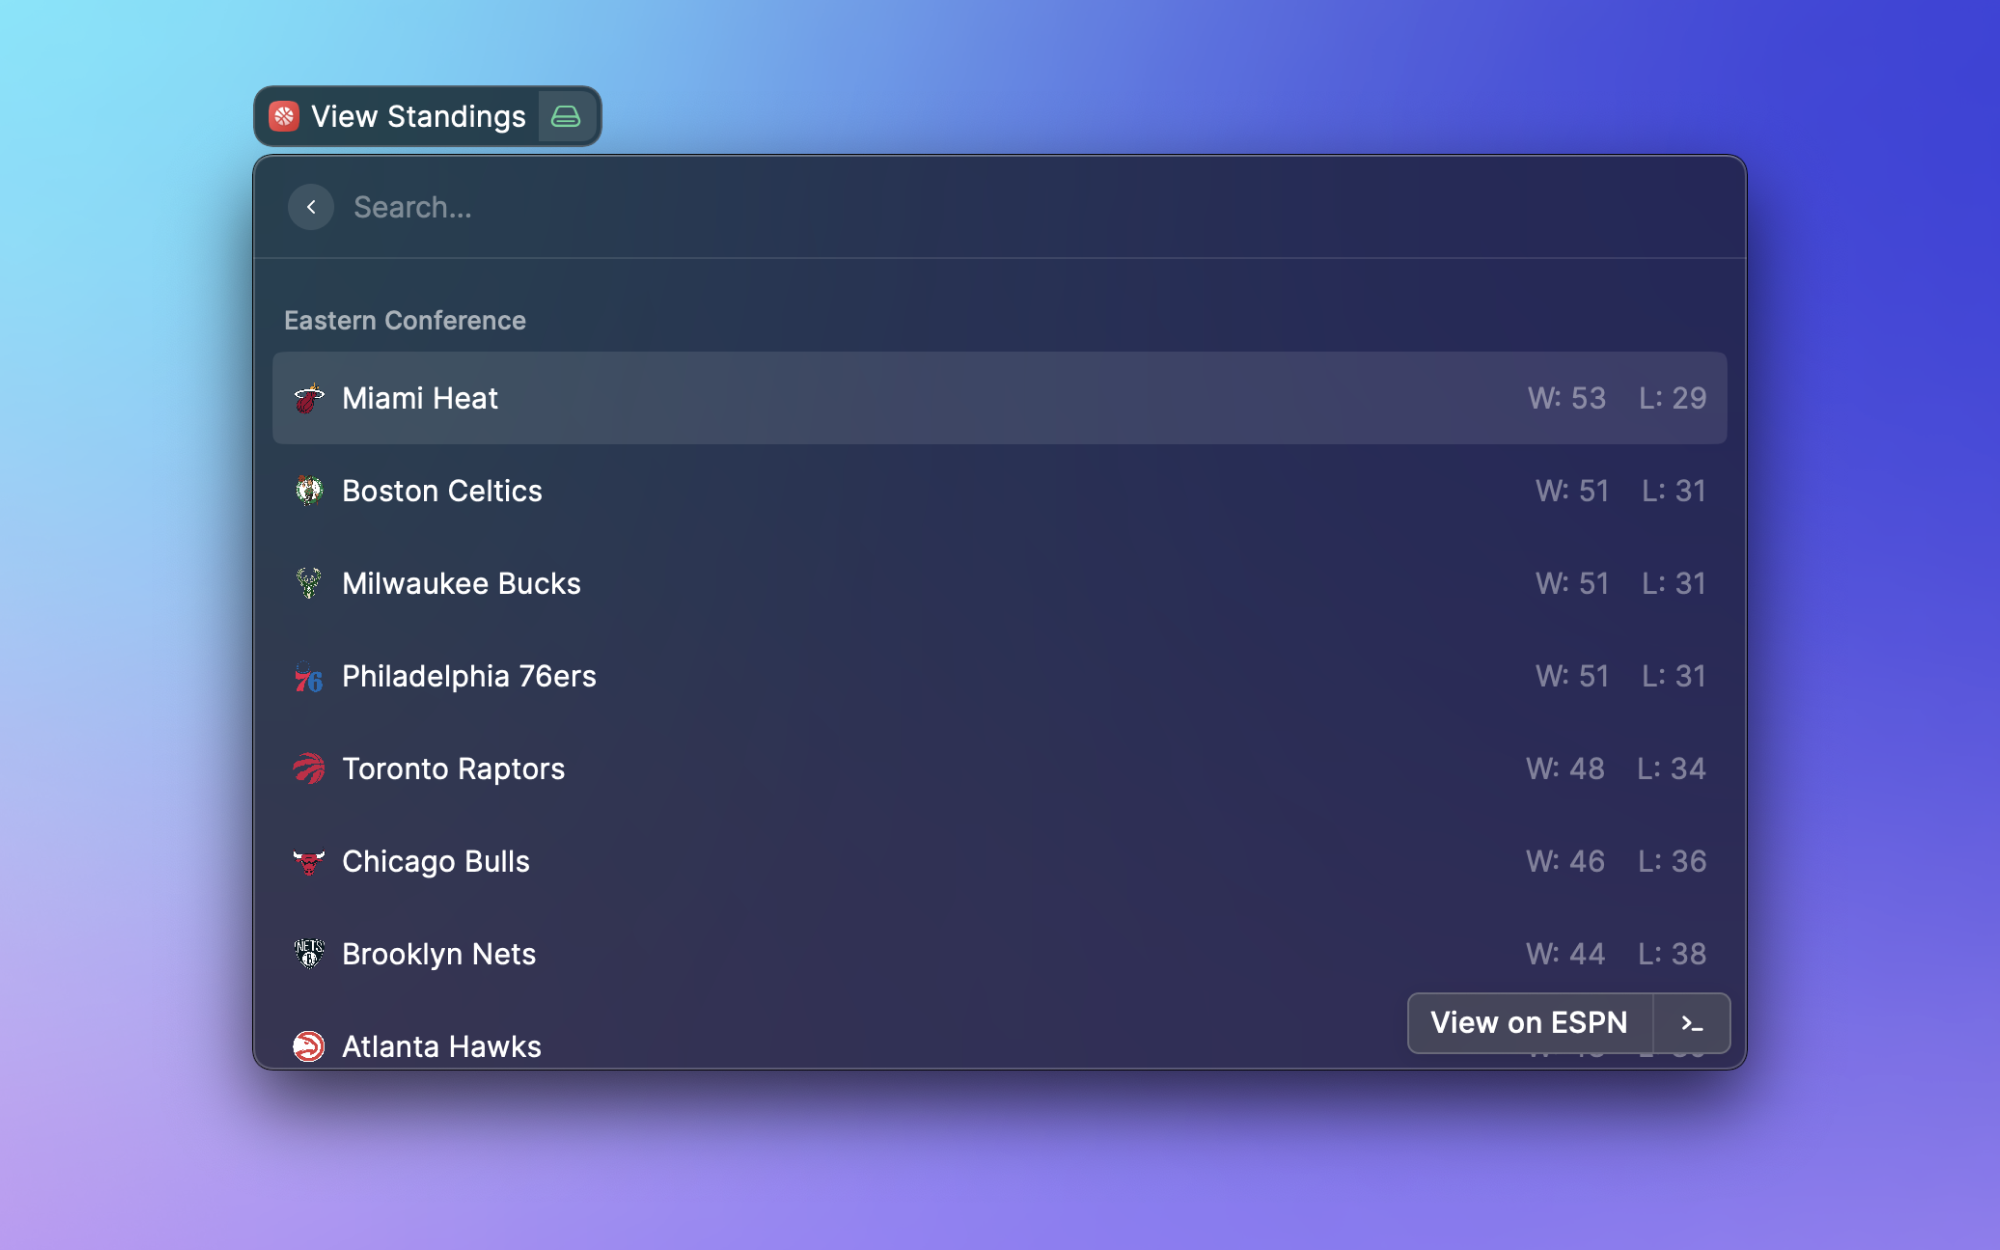 View Standings
Search...
Eastern Conference
Miami Heat W: 53 L: 29
Boston Celtics W: 51 L: 31
Milwaukee Bucks W: 51 L: 31
76 Philadelphia 76ers W: 51 L: 31
Toronto Raptors W: 48 L: 34
Chicago Bulls W: 46 L: 36
NETS B Brooklyn Nets W: 44 L: 38
Atlanta Hawks
View on ESPN >_